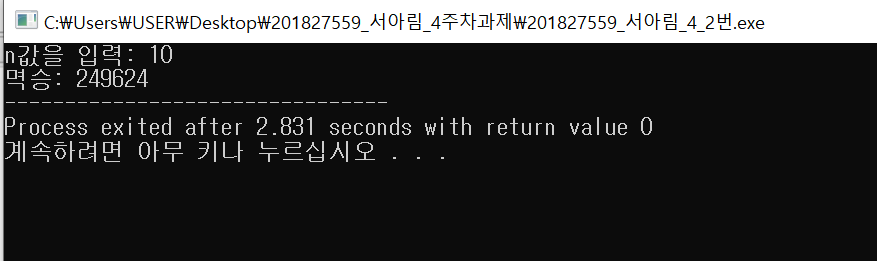 C:₩Users₩USER₩Desktop₩201827559_서아림_4주차과제₩201827559_서아림_4_2번.exe
n값을 입력: 10
멱승: 249624
--------------------------------
Process exited after 2.831 seconds with return value 0
계속하려면 아무 키나 누르십시오 . . .